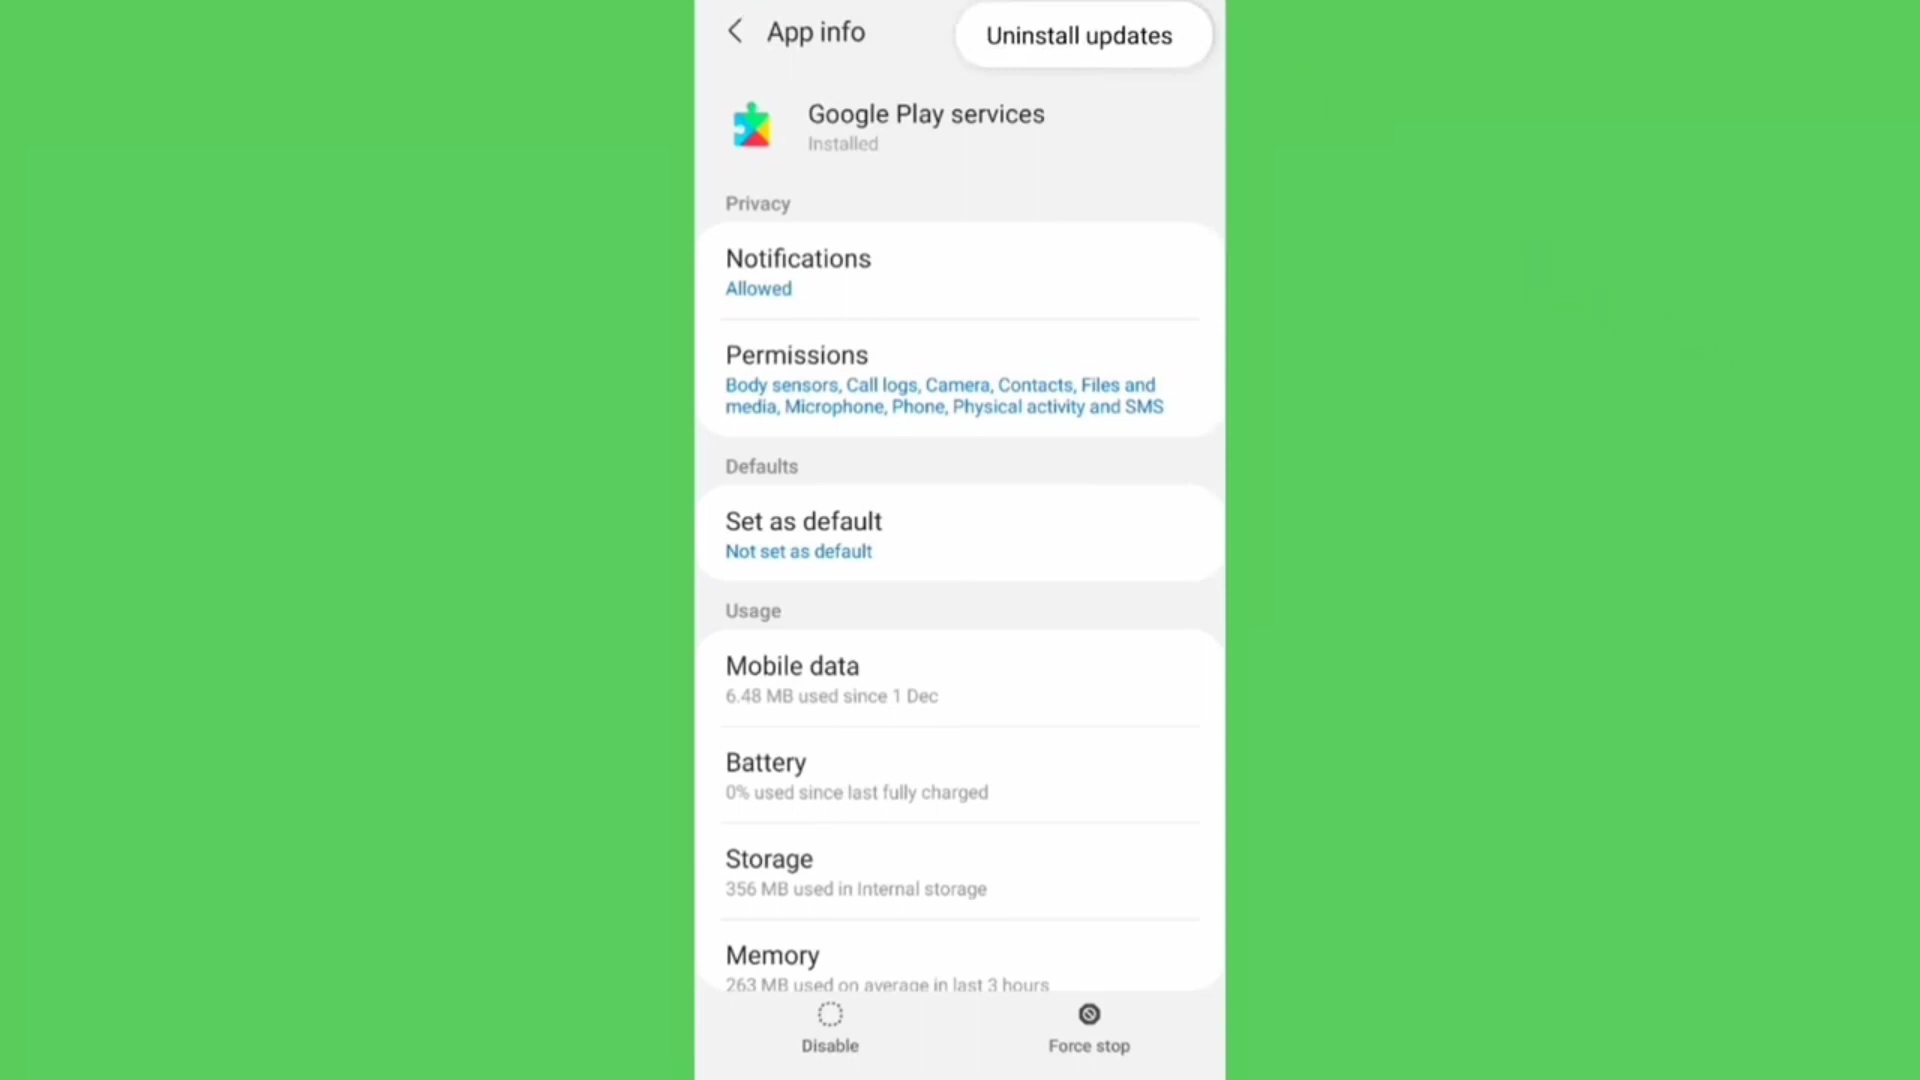 App info
Uninstall updates
Google Play services
Installed
Privacy
Notifications
Allowed
Permissions
Body sensors, Call logs, Camera, Contacts, Files and
media, Microphone, Phone, Physical activity and SMS
Defaults
Set as default
Not set as default
Usage
Mobile data
6.48 MB used since 1 Dec
Battery
0% used since last fully charged
Storage
356 MB used in Internal storage
Memory
263 MB used on average in last 3 hours
Disable
Force stop